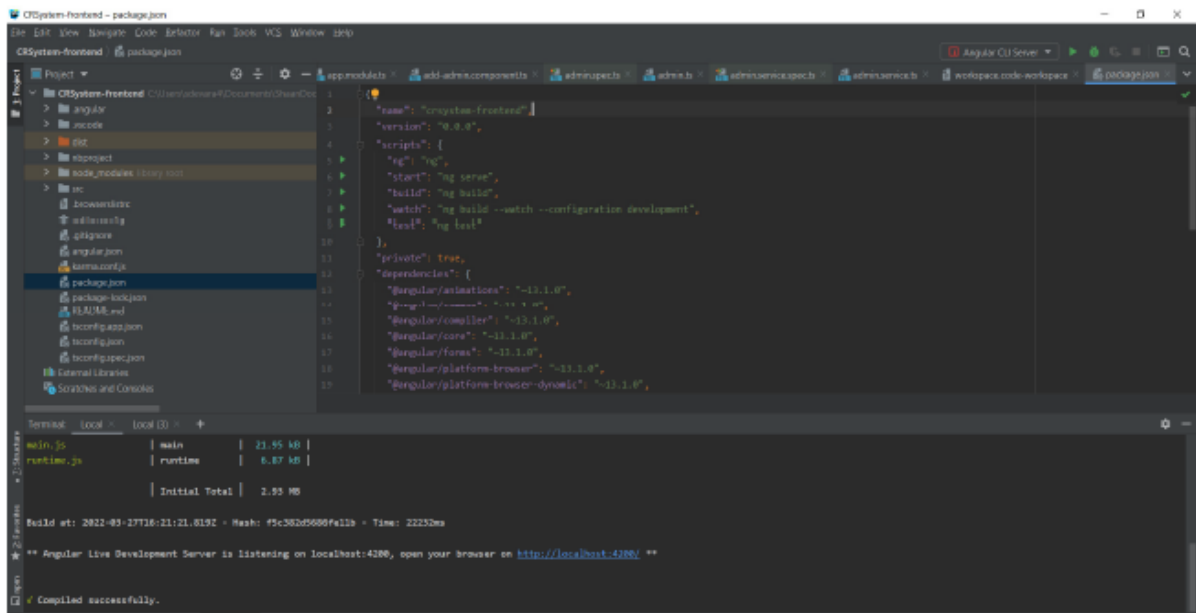 CRSystem-frontend – package.json
File Edit View Navigate Code Refactor Run Tools VCS Window Help
CRSystem-frontend package.json Angular CLI Server
Project app.module.ts add-admin.component.ts admin.spec.ts admin.ts admin.service.spec.ts admin.service.ts workspace.code-workspace package.json
1: Project
CRSystem-frontend
angular
.vscode
dist
nbproject
node_modules library root
src
.browserslistrc
.editorconfig
.gitignore
angular.json
karma.conf.js
package.json
package-lock.json
README.md
tsconfig.app.json
tsconfig.json
tsconfig.spec.json
External Libraries
Scratches and Consoles
1 {
2 "name": "crsystem-frontend",
3 "version": "0.0.0",
4 "scripts": {
5 "ng": "ng",
6 "start": "ng serve",
7 "build": "ng build",
8 "watch": "ng build --watch --configuration development",
9 "test": "ng test"
10 },
11 "private": true,
12 "dependencies": {
13 "@angular/animations": "~13.1.0",
15 "@angular/compiler": "~13.1.0",
16 "@angular/core": "~13.1.0",
17 "@angular/forms": "~13.1.0",
18 "@angular/platform-browser": "~13.1.0",
19 "@angular/platform-browser-dynamic": "~13.1.0",
Terminal: Local Local (3) +
main.js | main | 21.95 kB |
runtime.js | runtime | 6.87 kB |
| Initial Total | 2.93 MB
Build at: 2022-03-27T16:21:21.819Z - Hash: - Time: 22232ms
** Angular Live Development Server is listening on localhost:4200, open your browser on http://localhost:4200/ **
√ Compiled successfully.
7: Structure
2: Favorites
npm